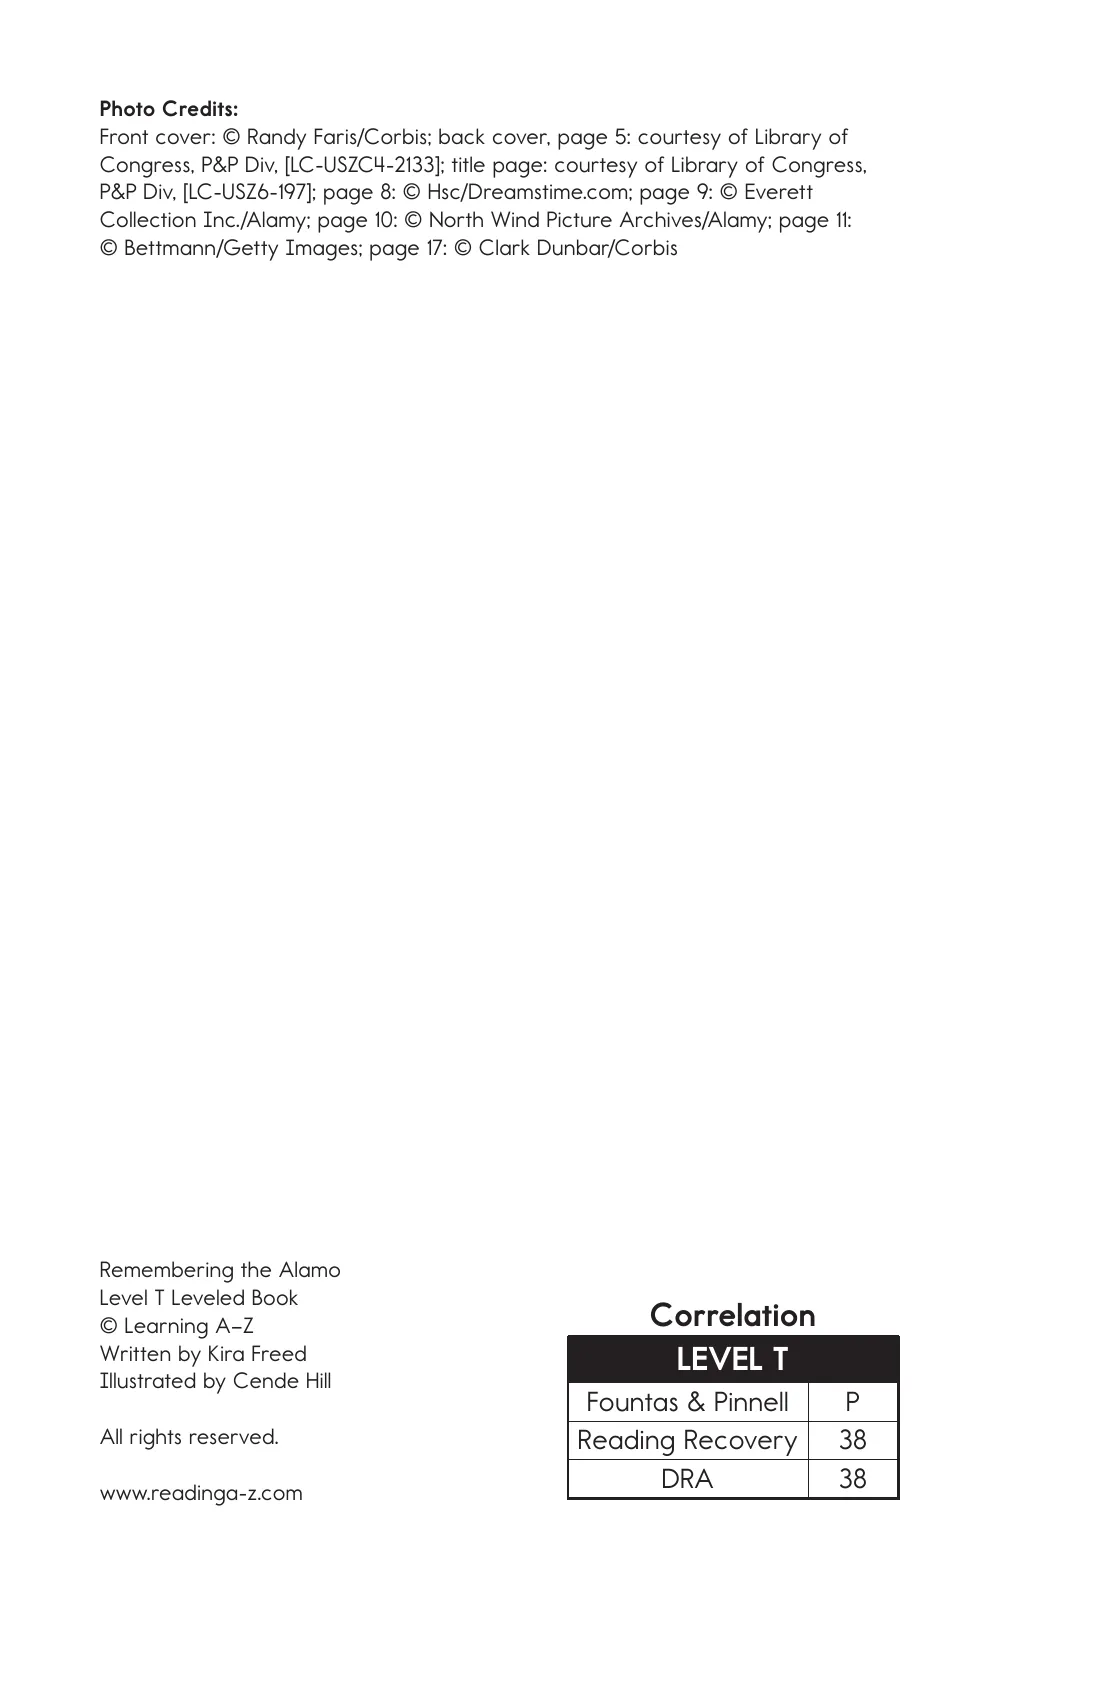 Photo Credits:
Front cover: © Randy Faris/Corbis; back cover, page 5: courtesy of Library of
Congress, P&P Div, [LC-USZC4-2133]; title page: courtesy of Library of Congress,
P&P Div, [LC-USZ6-197]; page 8: © Hsc/Dreamstime.com; page 9: © Everett
Collection Inc./Alamy; page 10: © North Wind Picture Archives/Alamy; page 11:
© Bettmann/Getty Images; page 17: © Clark Dunbar/Corbis
Remembering the Alamo
Level T Leveled Book
© Learning A–Z
Written by Kira Freed
Illustrated by Cende Hill
All rights reserved.
www.readinga-z.com
Correlation
LEVEL T
Fountas & Pinnell P
Reading Recovery 38
DRA 38